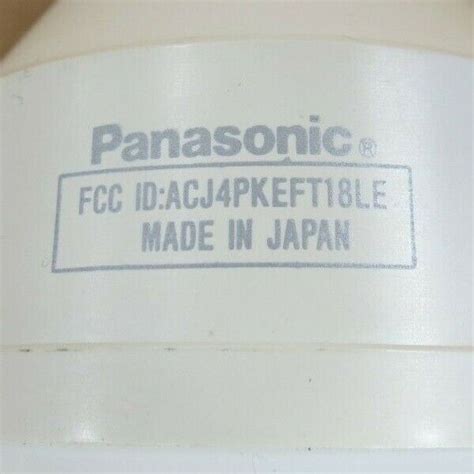 Panasonic®
FCC ID:ACJ4PKEFT18LE
MADE IN JAPAN